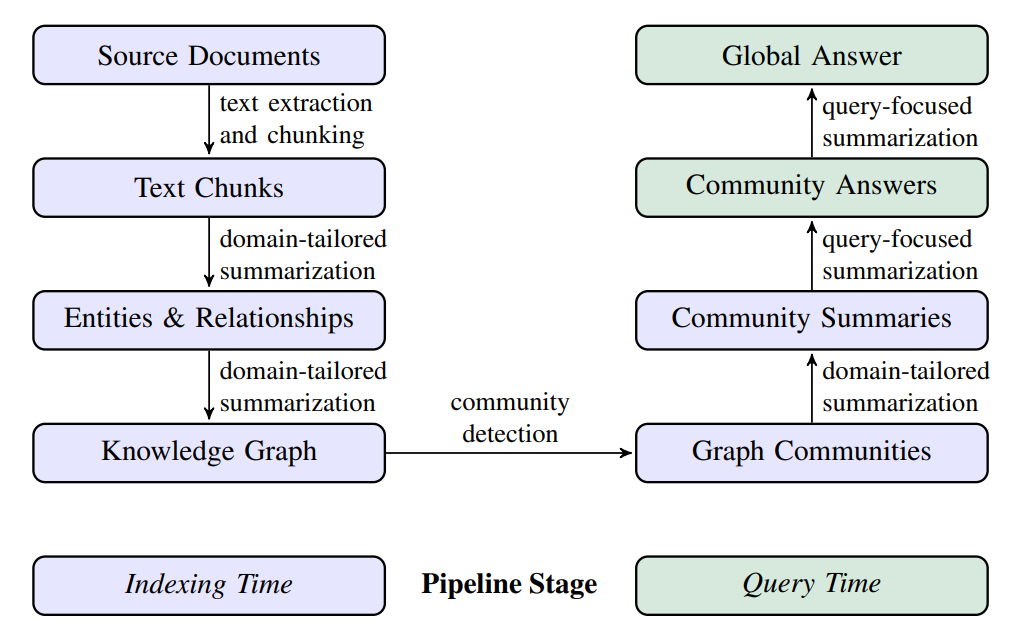 Source Documents
text extraction
and chunking
Text Chunks
domain-tailored
summarization
Entities & Relationships
domain-tailored
summarization
Knowledge Graph
community
detection
Graph Communities
domain-tailored
summarization
Community Summaries
query-focused
summarization
Community Answers
query-focused
summarization
Global Answer
Indexing Time
Pipeline Stage
Query Time